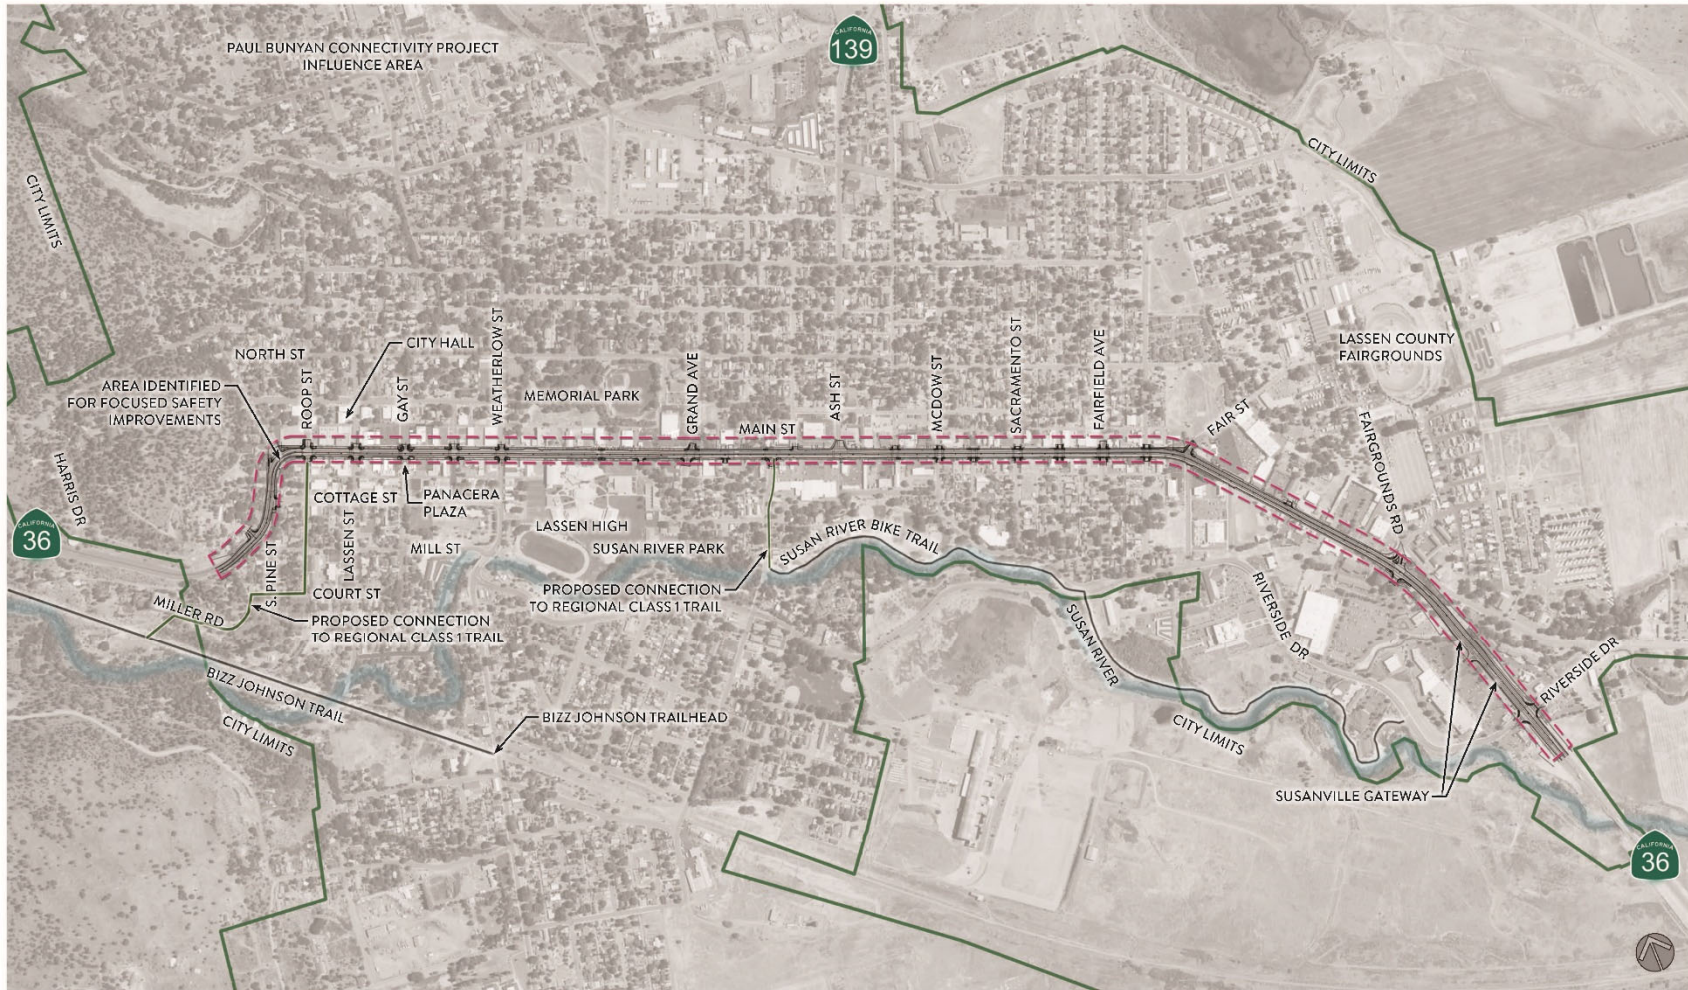 PAUL BUNYAN CONNECTIVITY PROJECT
INFLUENCE AREA
CALIFORNIA
139
CITY LIMITS
CITY LIMITS
NORTH ST
CITY HALL
AREA IDENTIFIED
FOR FOCUSED SAFETY
IMPROVEMENTS
ROOP ST
GAY ST
WEATHERLOW ST
MEMORIAL PARK
GRAND AVE
MAIN ST
ASH ST
MCDOW ST
SACRAMENTO ST
FAIRFIELD AVE
FAIR ST
LASSEN COUNTY
FAIRGROUNDS
FAIRGROUNDS RD
HARRIS DR
CALIFORNIA
36
COTTAGE ST
PANACERA
PLAZA
LASSEN ST
MILL ST
LASSEN HIGH
SUSAN RIVER PARK
SUSAN RIVER BIKE TRAIL
S. PINE ST
COURT ST
MILLER RD
PROPOSED CONNECTION
TO REGIONAL CLASS 1 TRAIL
PROPOSED CONNECTION
TO REGIONAL CLASS 1 TRAIL
SUSAN RIVER
RIVERSIDE DR
RIVERSIDE DR
BIZZ JOHNSON TRAIL
CITY LIMITS
BIZZ JOHNSON TRAILHEAD
CITY LIMITS
SUSANVILLE GATEWAY
CALIFORNIA
36